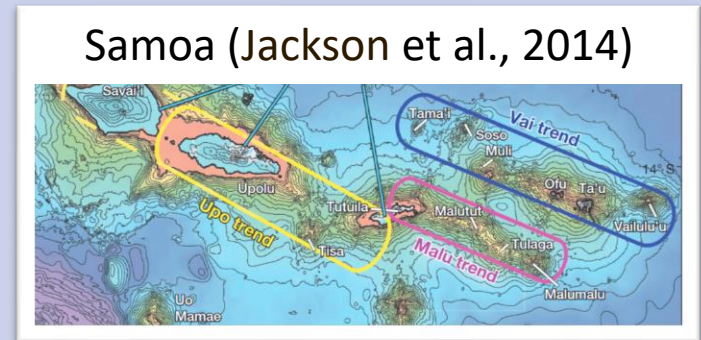 Samoa (Jackson et al., 2014)
Savai'i
Tama'i
Vai trend
Soso
Muli
14° S
Upolu
Ofu
Ta'u
Upo trend
Tutuila
Malutut
Vailulu'u
Tisa
Malu trend
Tulaga
Malumalu
Uo
Mamae